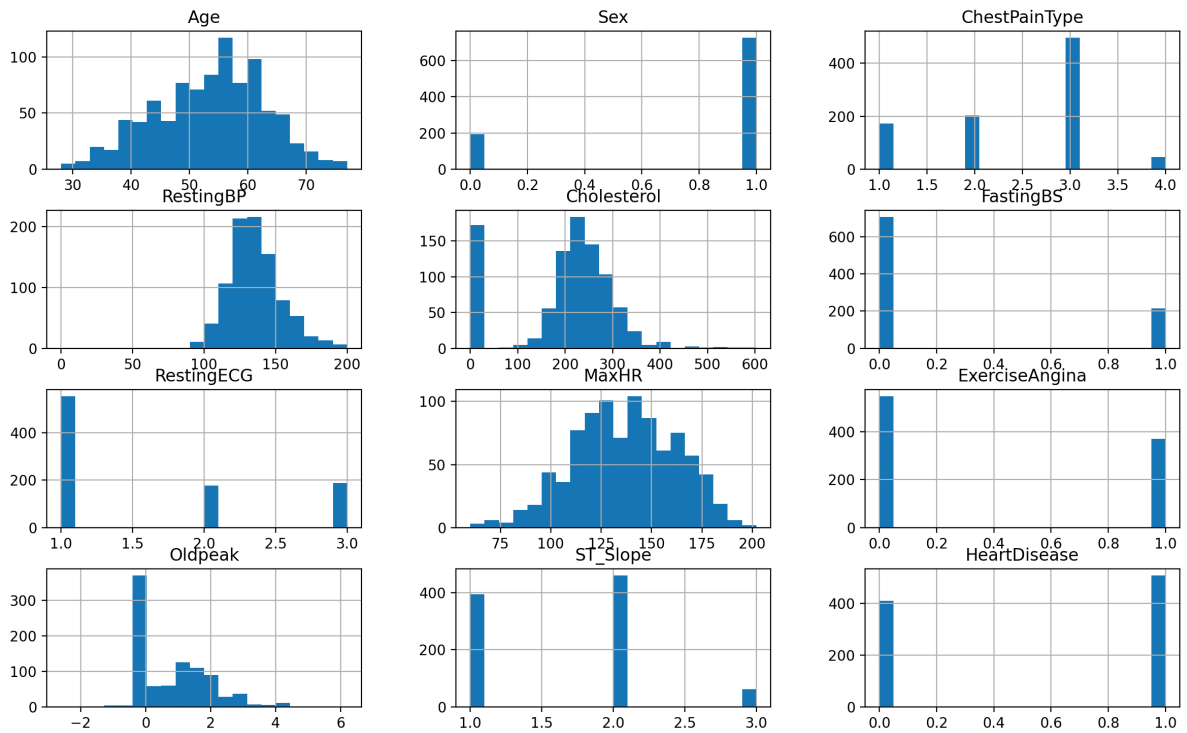 Age Sex ChestPainType
100 50 0
600 400 200 0
400 200 0
30 40 50 60 70
0.0 0.2 0.4 0.6 0.8 1.0
1.0 1.5 2.0 2.5 3.0 3.5 4.0
RestingBP Cholesterol FastingBS
200 100 0
150 100 50 0
600 400 200 0
0 50 100 150 200
0 100 200 300 400 500 600
0.0 0.2 0.4 0.6 0.8 1.0
RestingECG MaxHR ExerciseAngina
400 200 0
100 50 0
400 200 0
1.0 1.5 2.0 2.5 3.0
75 100 125 150 175 200
0.0 0.2 0.4 0.6 0.8 1.0
Oldpeak ST_Slope HeartDisease
300 200 100 0
400 200 0
400 200 0
−2 0 2 4 6
1.0 1.5 2.0 2.5 3.0
0.0 0.2 0.4 0.6 0.8 1.0